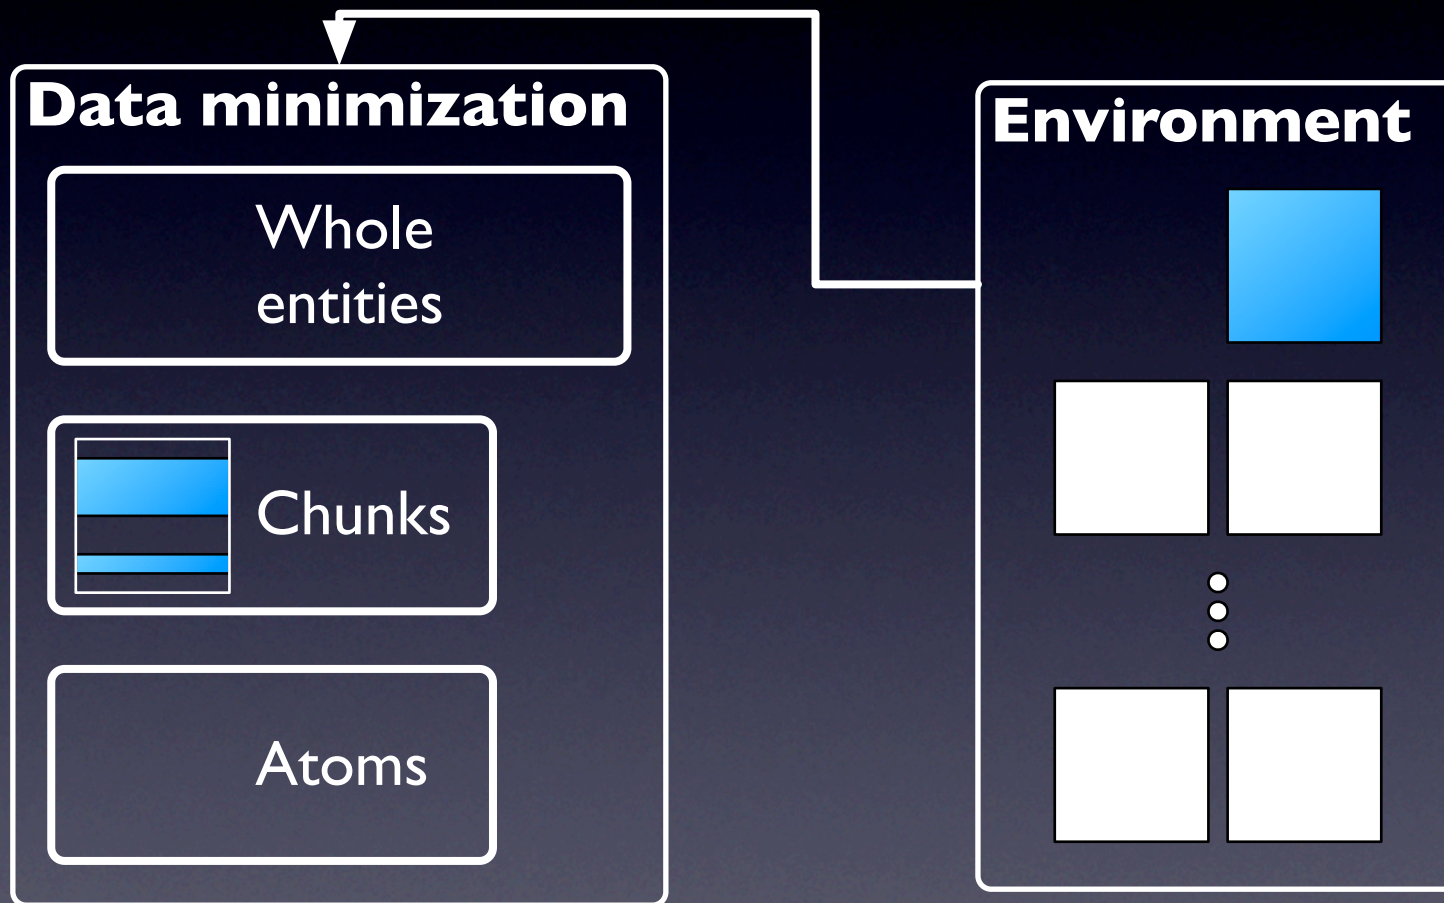 Data minimization
Whole
entities
Chunks
Atoms
Environment